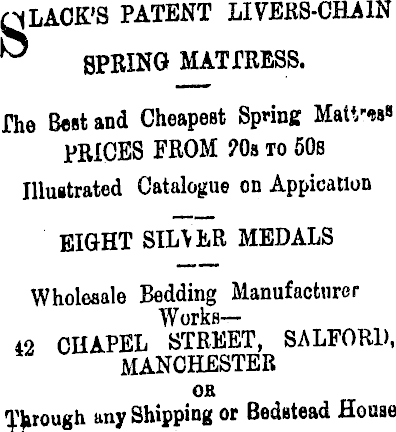 SLACK'S PATENT LIVERS-CHAIN
SPRING MATTRESS.
The Best and Cheapest Spring Mattress
PRICES FROM 20s TO 50s
Illustrated Catalogue on Appication
EIGHT SILVER MEDALS
Wholesale Bedding Manufacturer
Works—
42 CHAPEL STREET, SALFORD,
MANCHESTER
OR
Through any Shipping or Bedstead House